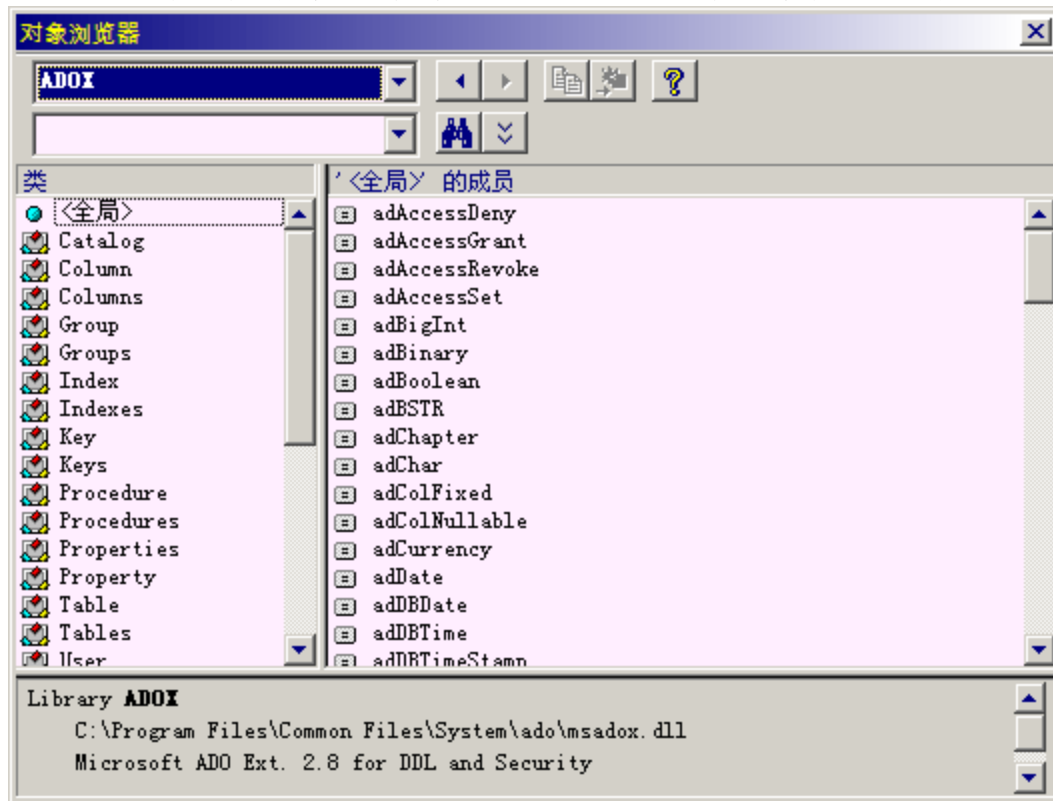 对象浏览器
ADOX
类
'<全局>' 的成员
<全局>
Catalog
Column
Columns
Group
Groups
Index
Indexes
Key
Keys
Procedure
Procedures
Properties
Property
Table
Tables
User
adAccessDeny
adAccessGrant
adAccessRevoke
adAccessSet
adBigInt
adBinary
adBoolean
adBSTR
adChapter
adChar
adColFixed
adColNullable
adCurrency
adDate
adDBDate
adDBTime
adDBTimeStamp
Library ADOX
C:\Program Files\Common Files\System\ado\msadox.dll
Microsoft ADO Ext. 2.8 for DDL and Security